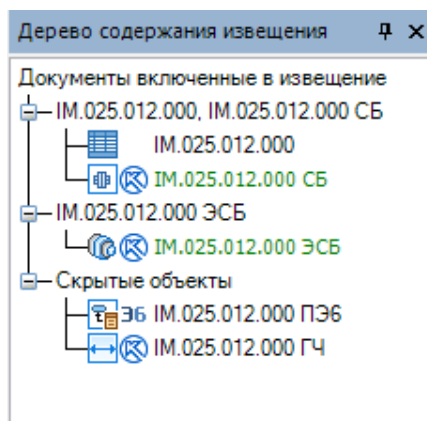 Дерево содержания извещения
Документы включенные в извещение
IM.025.012.000, IM.025.012.000 СБ
IM.025.012.000
IM.025.012.000 СБ
IM.025.012.000 ЭСБ
IM.025.012.000 ЭСБ
Скрытые объекты
Э6 IM.025.012.000 ПЭ6
IM.025.012.000 ГЧ